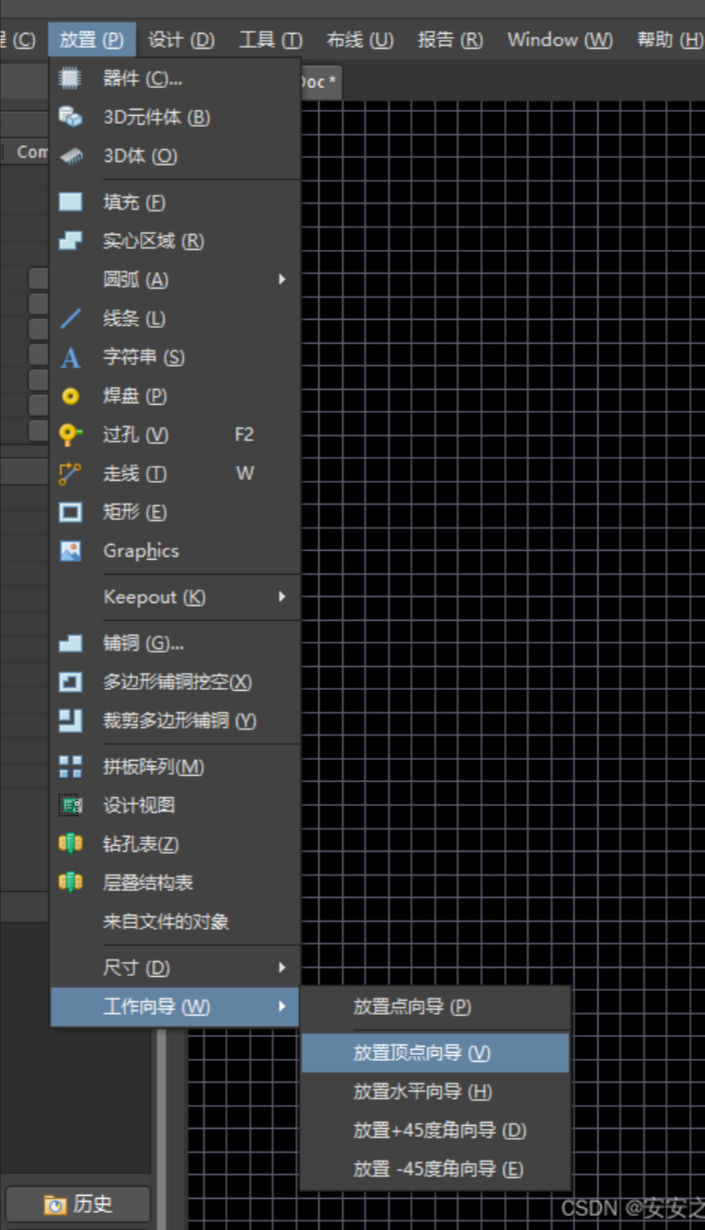 程 (C) 放置 (P) 设计 (D) 工具 (T) 布线 (U) 报告 (R) Window (W) 帮助 (H)
器件 (C)...
Doc *
3D元件体 (B)
Com
3D体 (O)
填充 (F)
实心区域 (R)
圆弧 (A)
线条 (L)
字符串 (S)
焊盘 (P)
过孔 (V) F2
走线 (T) W
矩形 (E)
Graphics
Keepout (K)
铺铜 (G)...
多边形铺铜挖空(X)
裁剪多边形铺铜 (Y)
拼板阵列(M)
设计视图
钻孔表(Z)
层叠结构表
来自文件的对象
尺寸 (D)
工作向导 (W)
放置点向导 (P)
放置顶点向导 (V)
放置水平向导 (H)
放置+45度角向导 (D)
放置 -45度角向导 (E)
历史
CSDN @安安之